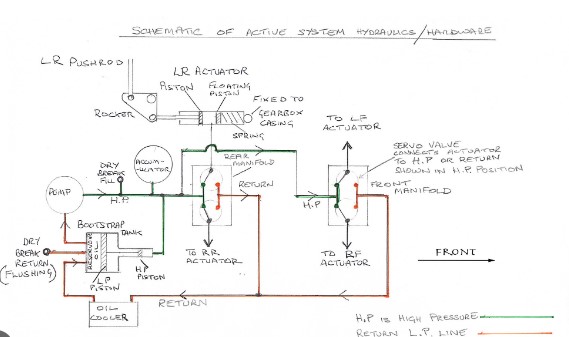 SCHEMATIC OF ACTIVE SYSTEM HYDRAULICS/HARDWARE
LR PUSHROD
LR ACTUATOR
PISTON
FLOATING
PISTON
FIXED TO
GEARBOX
CASING
ROCKER
SPRING
TO LF
ACTUATOR
SERVO VALVE
CONNECTS ACTUATOR
TO H.P OR RETURN
SHOWN IN H.P POSITION
DRY
BREAK
FILL
ACCUM-
ULATOR
REAR
MANIFOLD
RETURN
PUMP
H.P.
H.P
FRONT
MANIFOLD
BOOTSTRAP
TANK
RESERVOIR
DRY
BREAK
RETURN
(FLUSHING)
HP
PISTON
LP
PISTON
TO RR
ACTUATOR
TO RF
ACTUATOR
FRONT
OIL
COOLER
RETURN
H.P IS HIGH PRESSURE
RETURN L.P. LINE